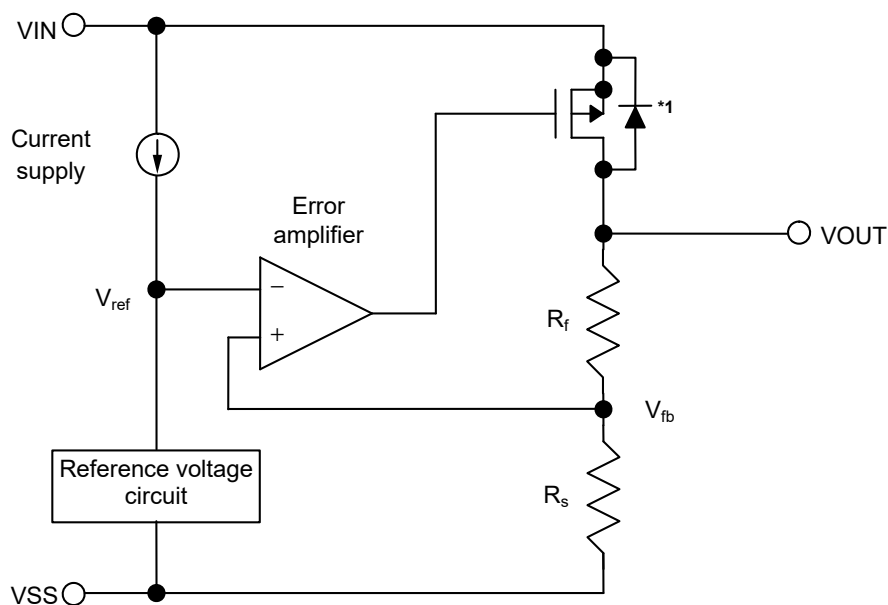 VIN
*1
Current
supply
Error
amplifier
VOUT
Vref
−
+
Rf
Vfb
Reference voltage
circuit
Rs
VSS